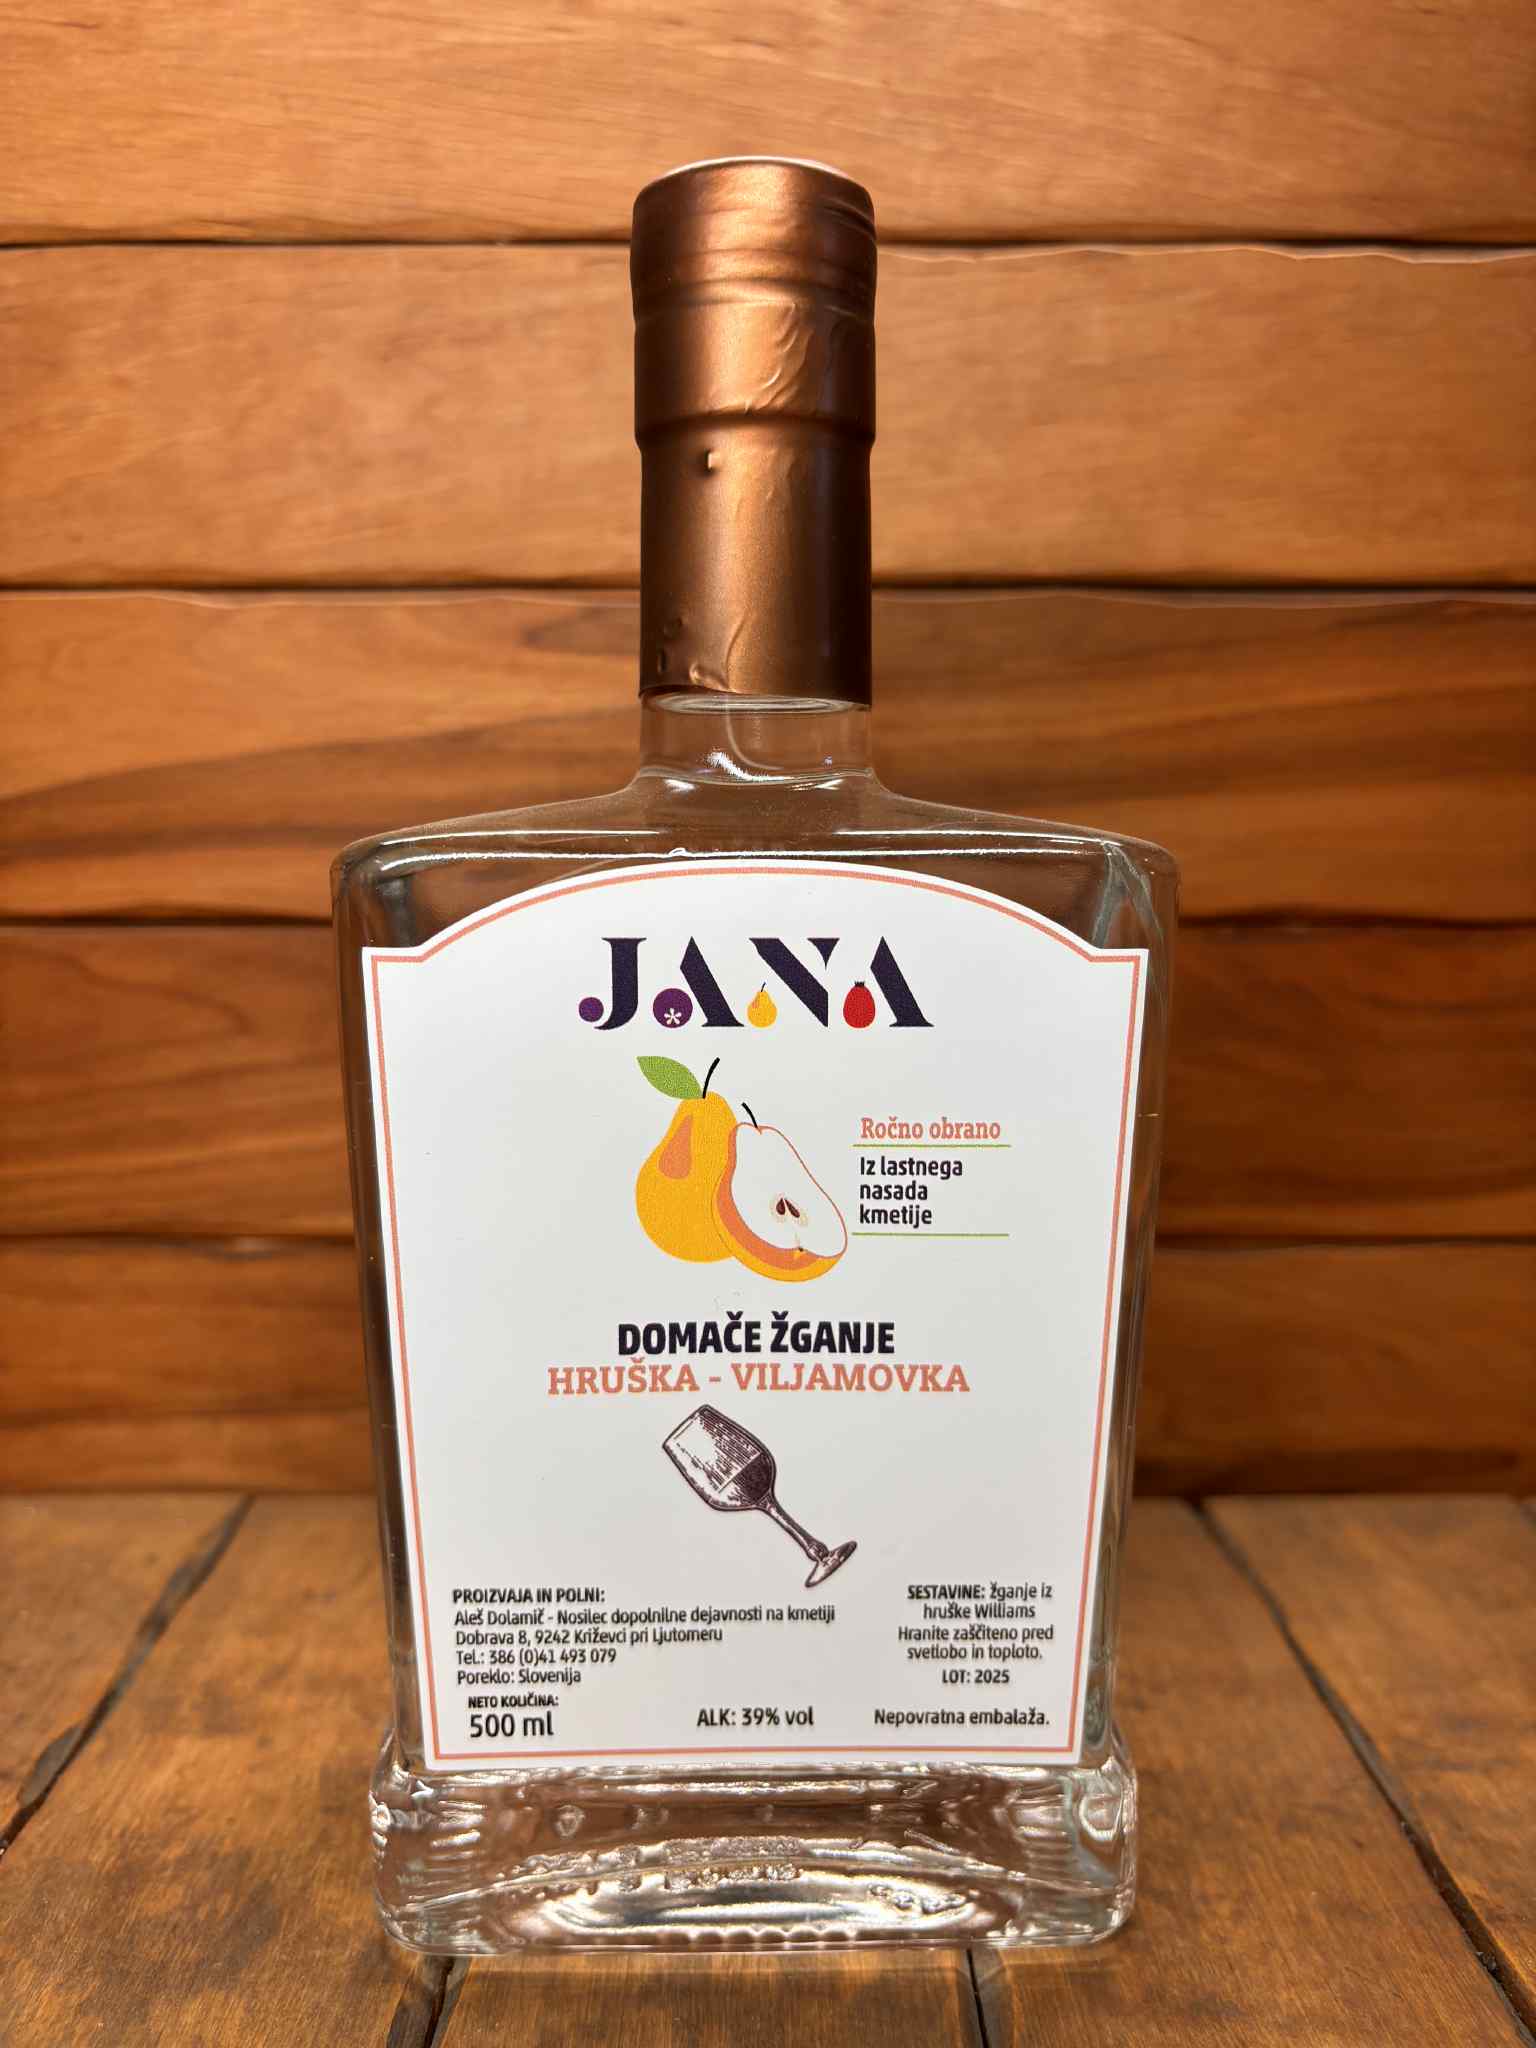 JANA
Ročno obrano
Iz lastnega
nasada
kmetije
DOMAČE ŽGANJE
HRUŠKA - VILJAMOVKA
PROIZVAJA IN POLNI:
Aleš Dolamič - Nosilec dopolnilne dejavnosti na kmetiji
Dobrava 8, 9242 Križevci pri Ljutomeru
Tel.: 386 (0)41 493 079
Poreklo: Slovenija
NETO KOLIČINA:
500 ml
ALK: 39% vol
SESTAVINE: žganje iz
hruške Williams
Hranite zaščiteno pred
svetlobo in toploto.
LOT: 2025
Nepovratna embalaža.